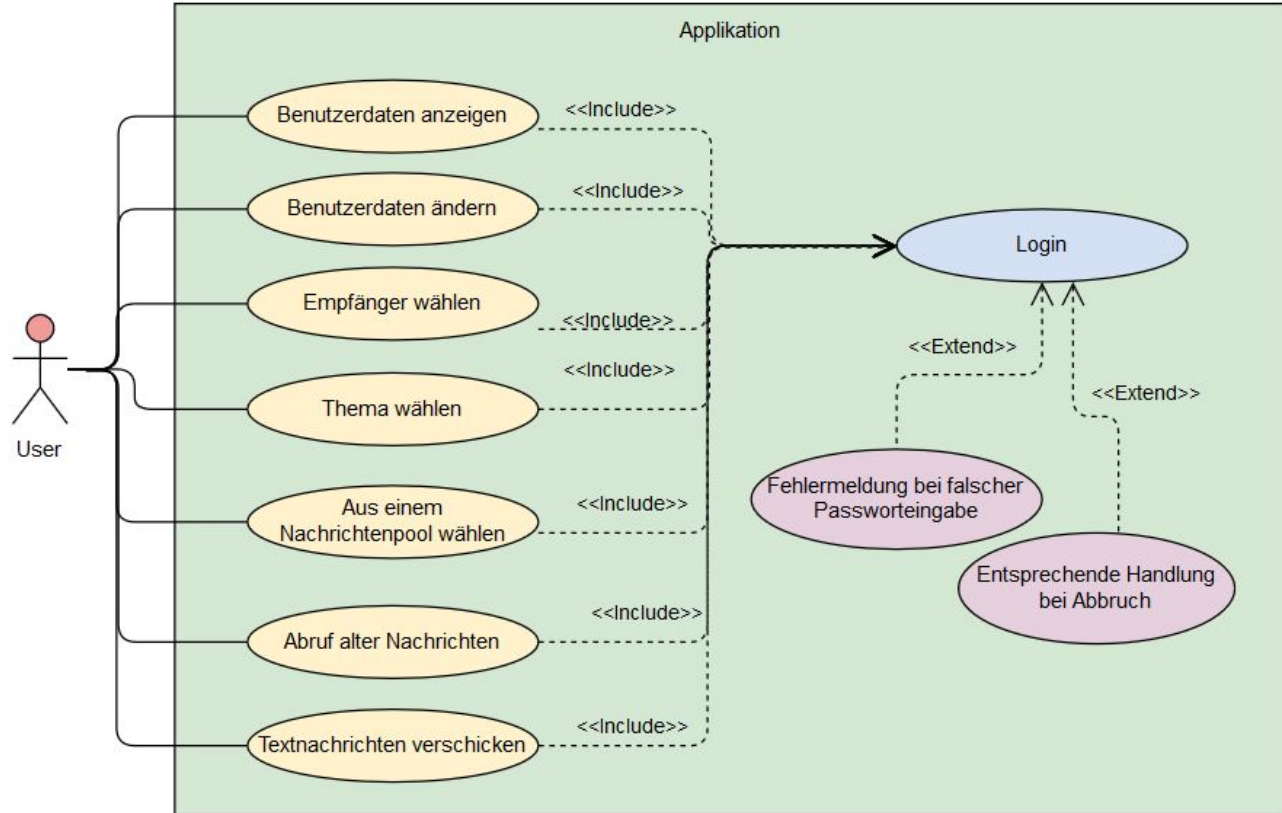 Applikation
Benutzerdaten anzeigen
<<Include>>
Benutzerdaten ändern
<<Include>>
Login
Empfänger wählen
<<Include>>
<<Include>>
Thema wählen
User
<<Extend>>
<<Extend>>
Fehlermeldung bei falscher
Passworteingabe
Aus einem
Nachrichtenpool wählen
<<Include>>
Entsprechende Handlung
bei Abbruch
Abruf alter Nachrichten
<<Include>>
Textnachrichten verschicken
<<Include>>